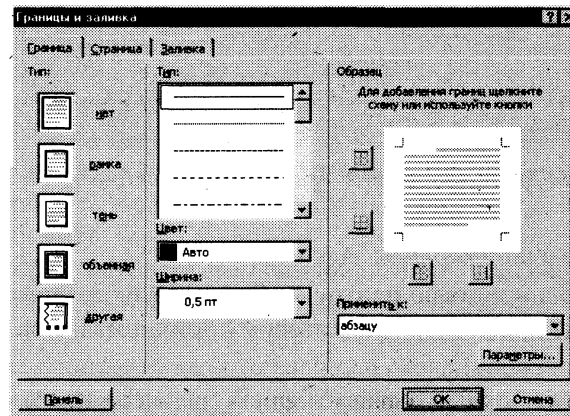 Границы и заливка
Граница Страница Заливка
Тип:
нет
рамка
тень
объемная
другая
Тип:
Цвет:
Авто
Ширина:
0,5 пт
Образец
Для добавления границ щелкните
схему или используйте кнопки
Применить к:
абзацу
Параметры...
Панель
OK
Отмена